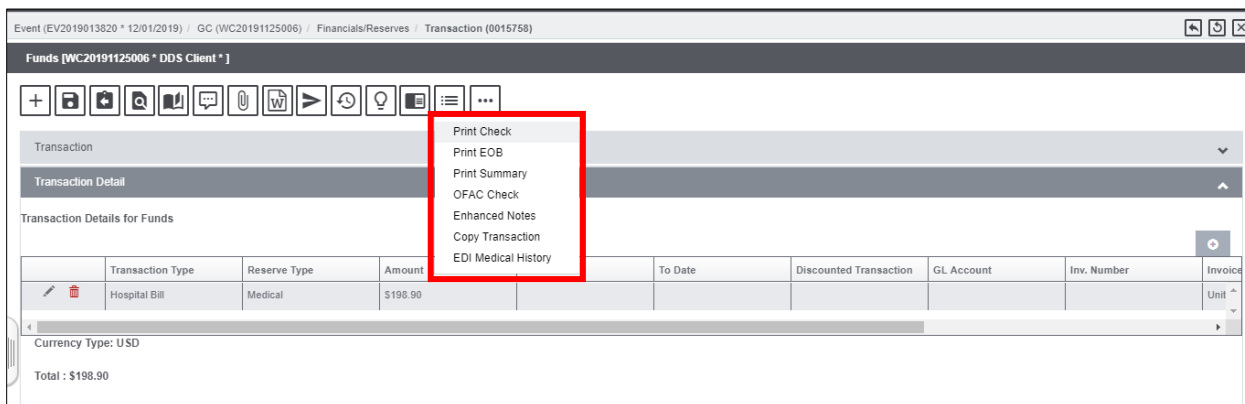 Event (EV2019013820 * 12/01/2019) / GC (WC20191125006) / Financials/Reserves / Transaction (0015758)
Funds [WC20191125006 * DDS Client * ]
W
Print Check
Transaction
Print EOB
Print Summary
Transaction Detail
OFAC Check
Enhanced Notes
Transaction Details for Funds
Copy Transaction
EDI Medical History
Transaction Type Reserve Type Amount To Date Discounted Transaction GL Account Inv. Number Invoice
Hospital Bill Medical $198.90 Unit
Currency Type: USD
Total : $198.90